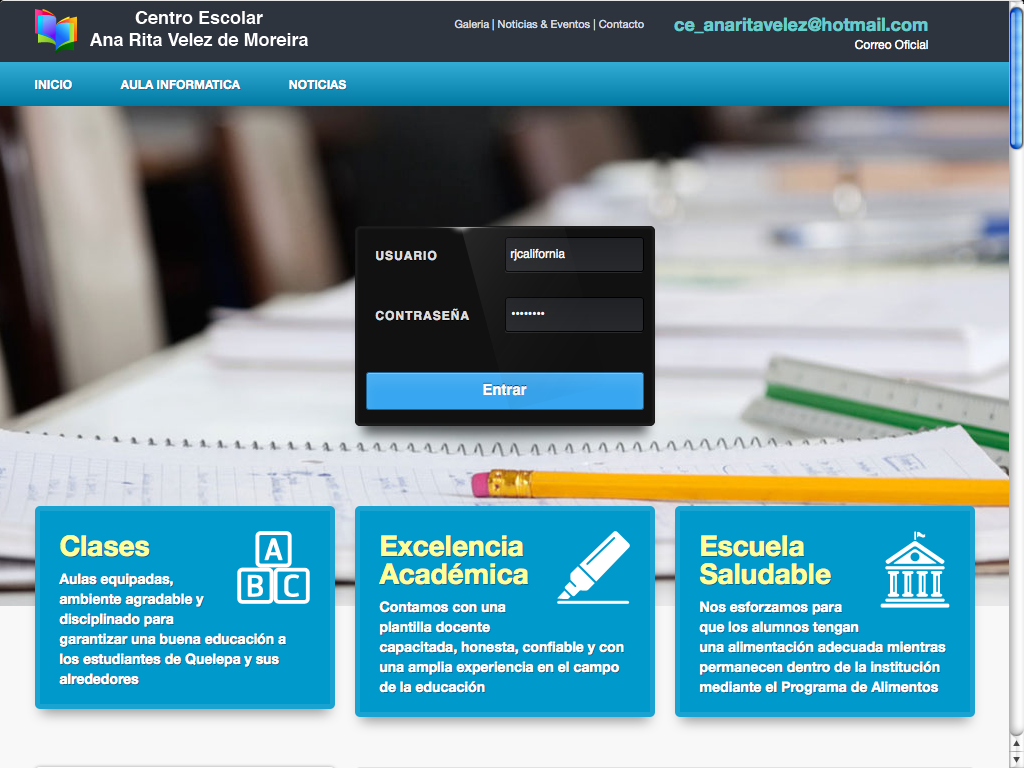 Centro Escolar
Ana Rita Velez de Moreira
Galeria | Noticias & Eventos | Contacto
ce_anaritavelez@hotmail.com
Correo Oficial
INICIO
AULA INFORMATICA
NOTICIAS
USUARIO
rjcalifornia
CONTRASEÑA
••••••••
Entrar
Clases
Aulas equipadas,
ambiente agradable y
disciplinado para
garantizar una buena educación a
los estudiantes de Quelepa y sus
alrededores
A
B C
Excelencia
Académica
Contamos con una
plantilla docente
capacitada, honesta, confiable y con
una amplia experiencia en el campo
de la educación
Escuela
Saludable
Nos esforzamos para
que los alumnos tengan
una alimentación adecuada mientras
permanecen dentro de la institución
mediante el Programa de Alimentos